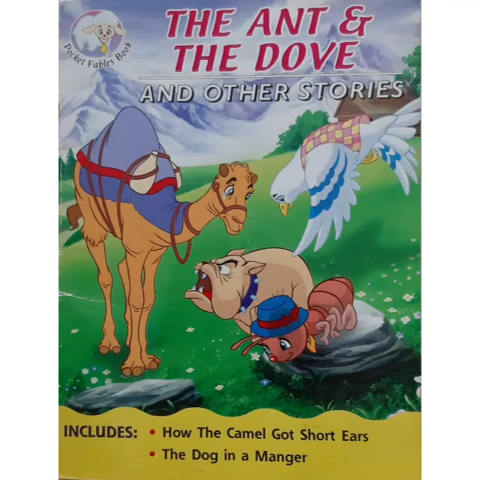 Pocket Fables Book
THE ANT &
THE DOVE
AND OTHER STORIES
INCLUDES: • How The Camel Got Short Ears
• The Dog in a Manger